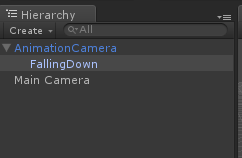 Hierarchy
Create All
AnimationCamera
FallingDown
Main Camera